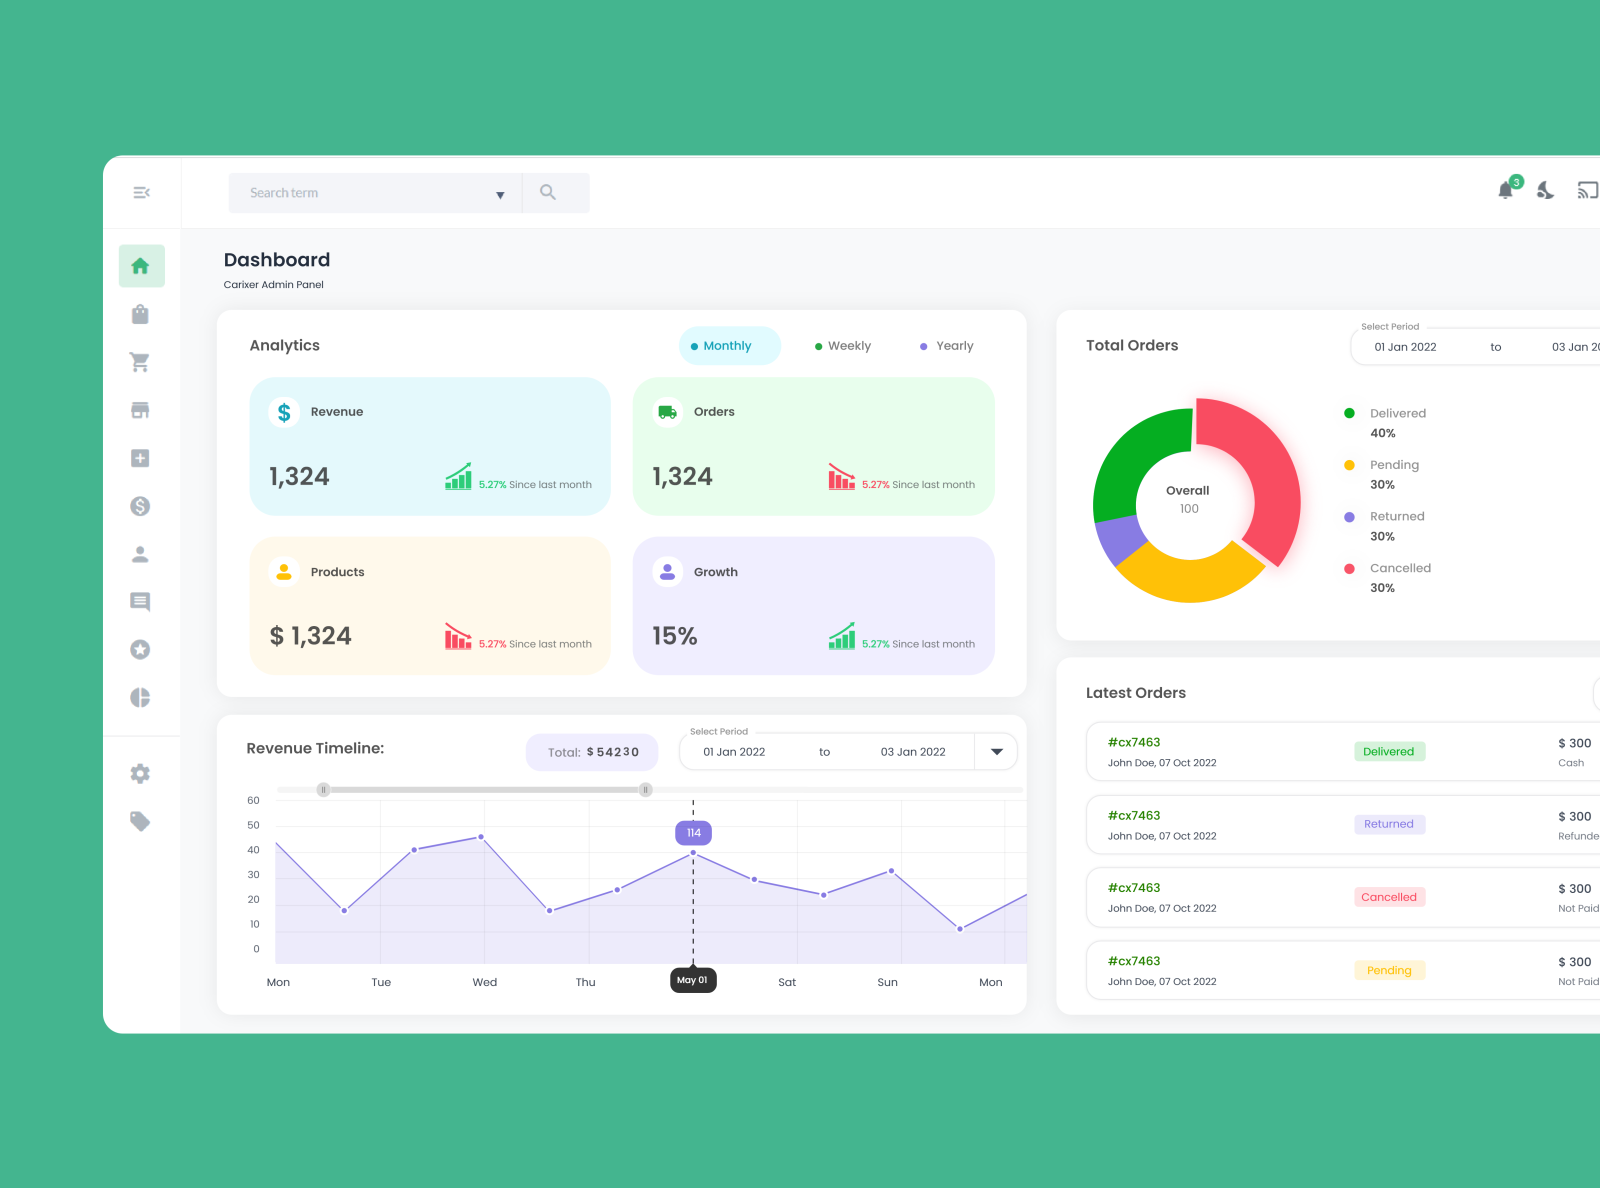 Search term
3
Dashboard
Carixer Admin Panel
Analytics
Monthly
Weekly
Yearly
$ Revenue
1,324
5.27% Since last month
Orders
1,324
5.27% Since last month
Products
$ 1,324
5.27% Since last month
Growth
15%
5.27% Since last month
Revenue Timeline:
Total: $ 54230
Select Period
01 Jan 2022 to 03 Jan 2022
60
50
40
30
20
10
0
114
Mon Tue Wed Thu May 01 Sat Sun Mon
Total Orders
Select Period
01 Jan 2022 to 03 Jan 20
Overall
100
Delivered
40%
Pending
30%
Returned
30%
Cancelled
30%
Latest Orders
#cx7463
John Doe, 07 Oct 2022
Delivered
$ 300
Cash
#cx7463
John Doe, 07 Oct 2022
Returned
$ 300
Refunde
#cx7463
John Doe, 07 Oct 2022
Cancelled
$ 300
Not Paid
#cx7463
John Doe, 07 Oct 2022
Pending
$ 300
Not Paid